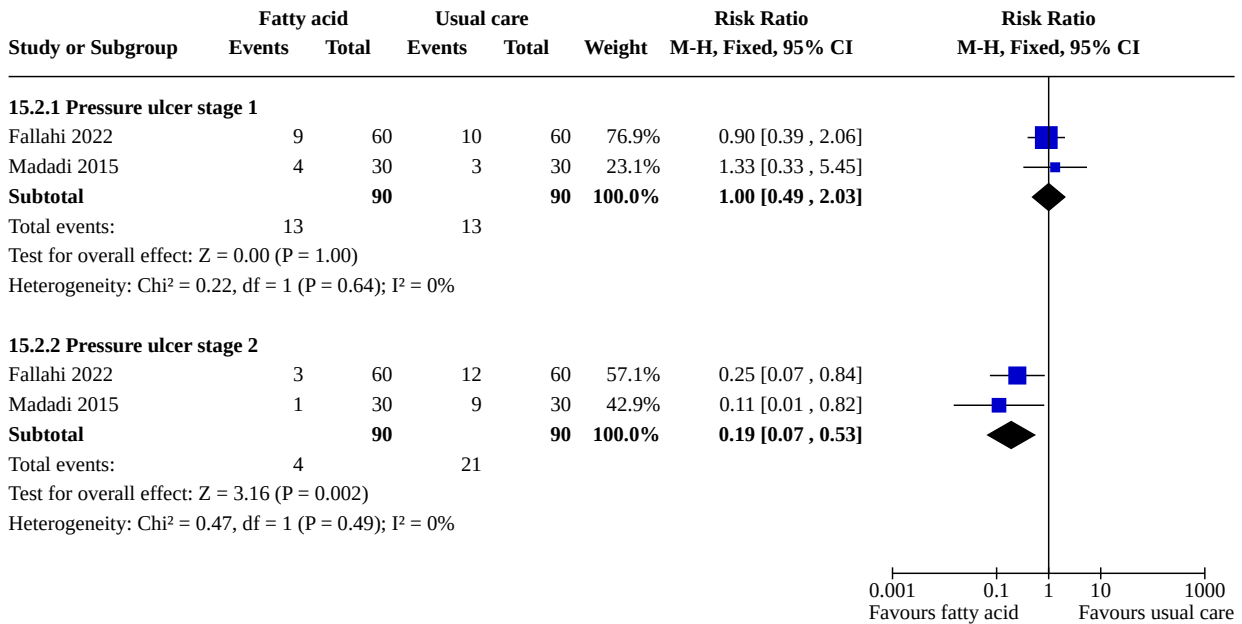 Fatty acid Usual care Risk Ratio Risk Ratio
Study or Subgroup Events Total Events Total Weight M-H, Fixed, 95% CI M-H, Fixed, 95% CI
15.2.1 Pressure ulcer stage 1
Fallahi 2022 9 60 10 60 76.9% 0.90 [0.39 , 2.06]
Madadi 2015 4 30 3 30 23.1% 1.33 [0.33 , 5.45]
Subtotal 90 90 100.0% 1.00 [0.49 , 2.03]
Total events: 13 13
Test for overall effect: Z = 0.00 (P = 1.00)
Heterogeneity: Chi² = 0.22, df = 1 (P = 0.64); I² = 0%
15.2.2 Pressure ulcer stage 2
Fallahi 2022 3 60 12 60 57.1% 0.25 [0.07 , 0.84]
Madadi 2015 1 30 9 30 42.9% 0.11 [0.01 , 0.82]
Subtotal 90 90 100.0% 0.19 [0.07 , 0.53]
Total events: 4 21
Test for overall effect: Z = 3.16 (P = 0.002)
Heterogeneity: Chi² = 0.47, df = 1 (P = 0.49); I² = 0%
0.001 0.1 1 10 1000
Favours fatty acid Favours usual care